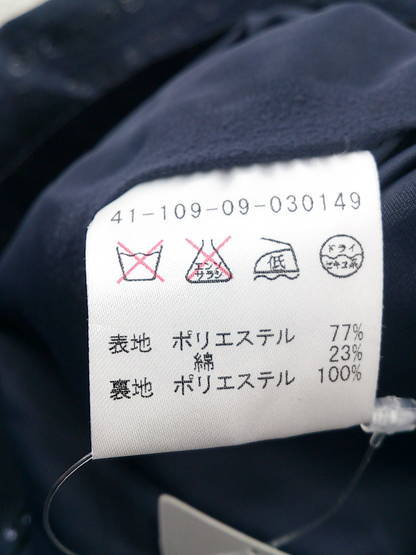 41-109-09-030149
エンソ 低 ドライ
サラシ セキユ系
表地 ポリエステル 77%
綿 23%
裏地 ポリエステル 100%